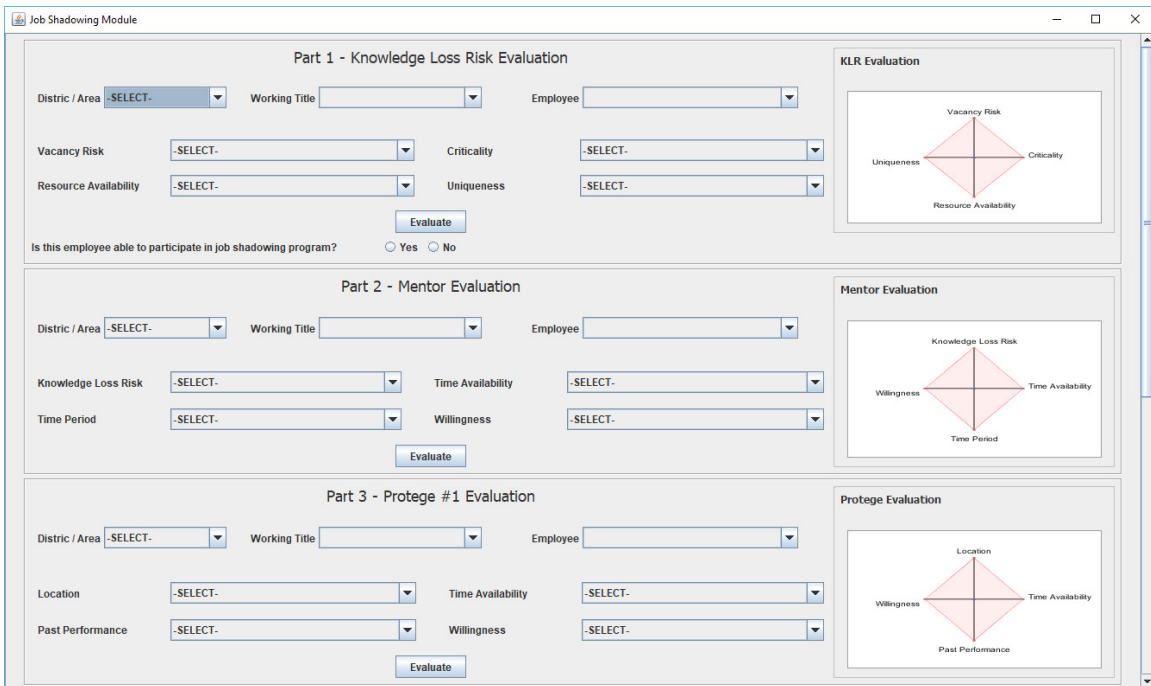 Job Shadowing Module
Part 1 - Knowledge Loss Risk Evaluation
Distric / Area -SELECT- Working Title Employee
Vacancy Risk -SELECT- Criticality -SELECT-
Resource Availability -SELECT- Uniqueness -SELECT-
Evaluate
Is this employee able to participate in job shadowing program? Yes No
KLR Evaluation
Vacancy Risk
Uniqueness Criticality
Resource Availability
Part 2 - Mentor Evaluation
Distric / Area -SELECT- Working Title Employee
Knowledge Loss Risk -SELECT- Time Availability -SELECT-
Time Period -SELECT- Willingness -SELECT-
Evaluate
Mentor Evaluation
Knowledge Loss Risk
Willingness Time Availability
Time Period
Part 3 - Protege #1 Evaluation
Distric / Area -SELECT- Working Title Employee
Location -SELECT- Time Availability -SELECT-
Past Performance -SELECT- Willingness -SELECT-
Evaluate
Protege Evaluation
Location
Willingness Time Availability
Past Performance